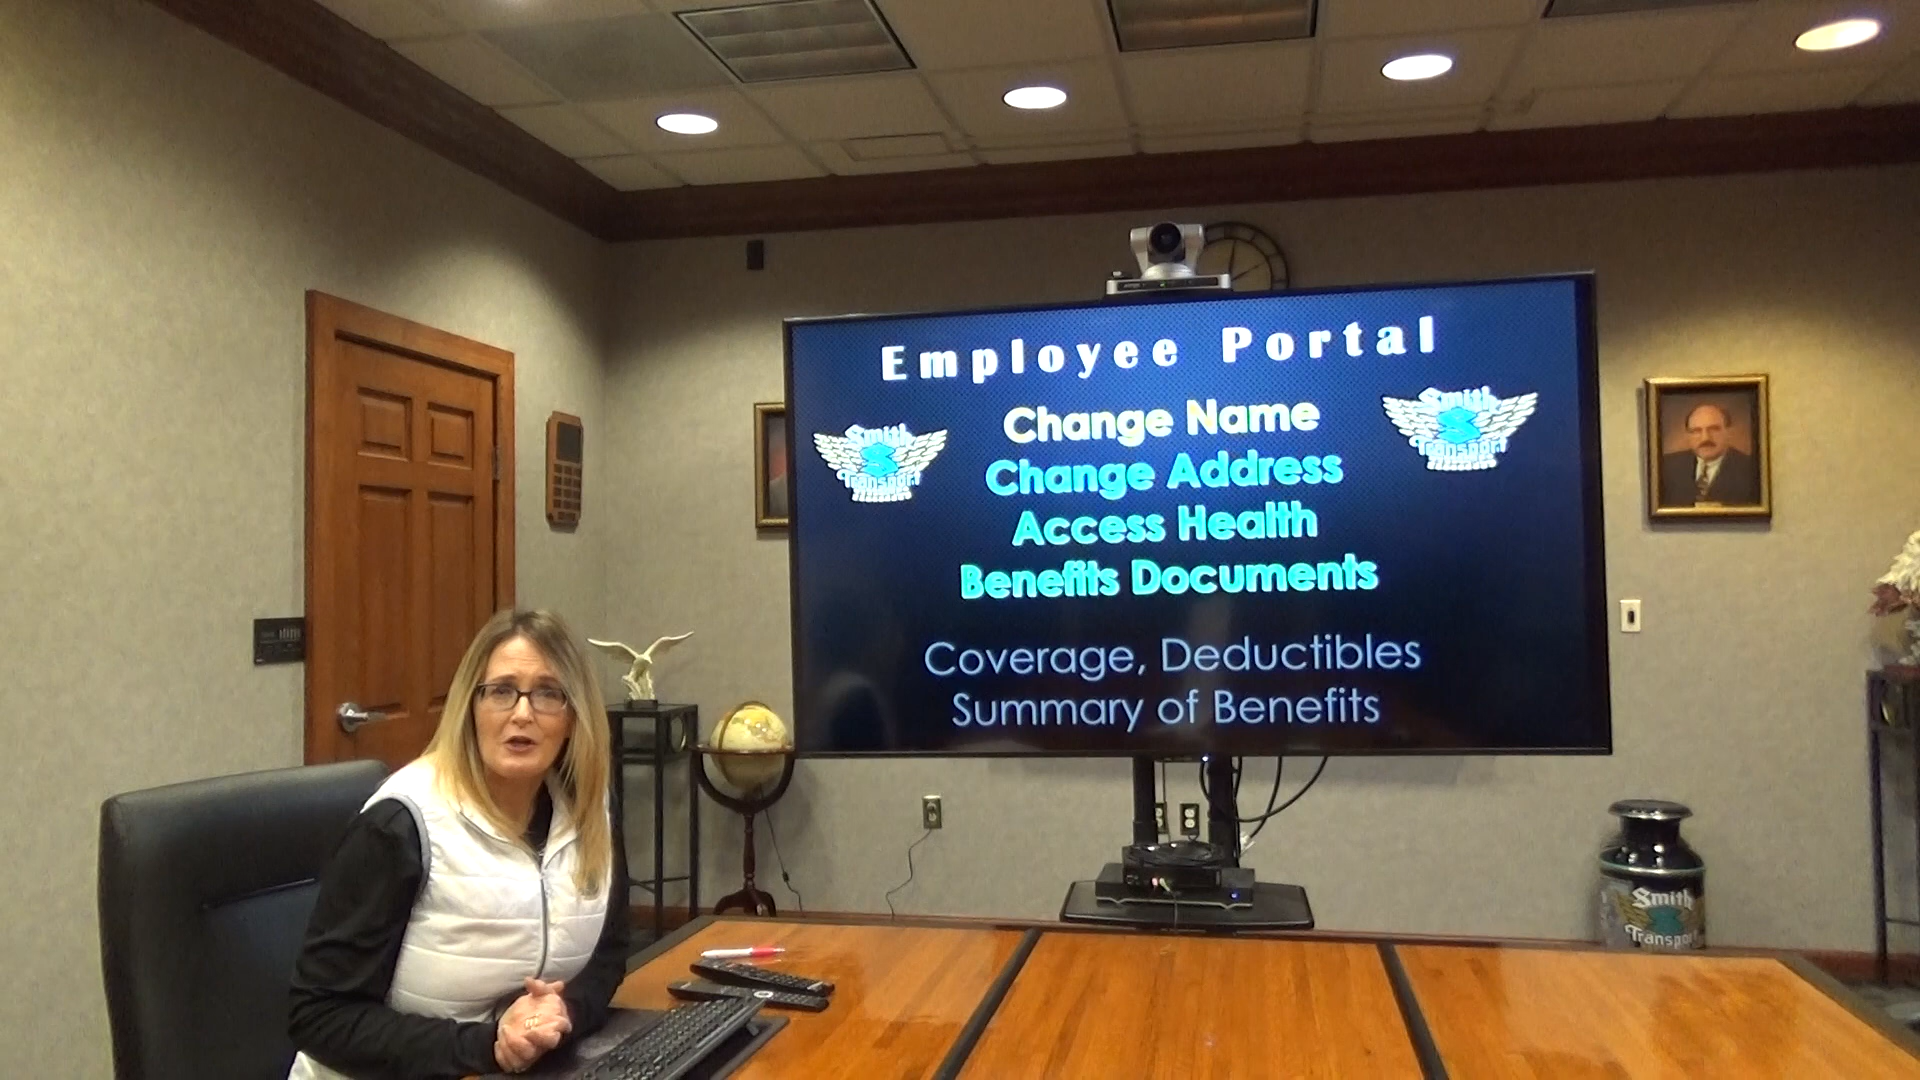 Employee Portal
Smith
S
Transport
Smith
S
Transport
Change Name
Change Address
Access Health
Benefits Documents
Coverage, Deductibles
Summary of Benefits
Smith
Transport